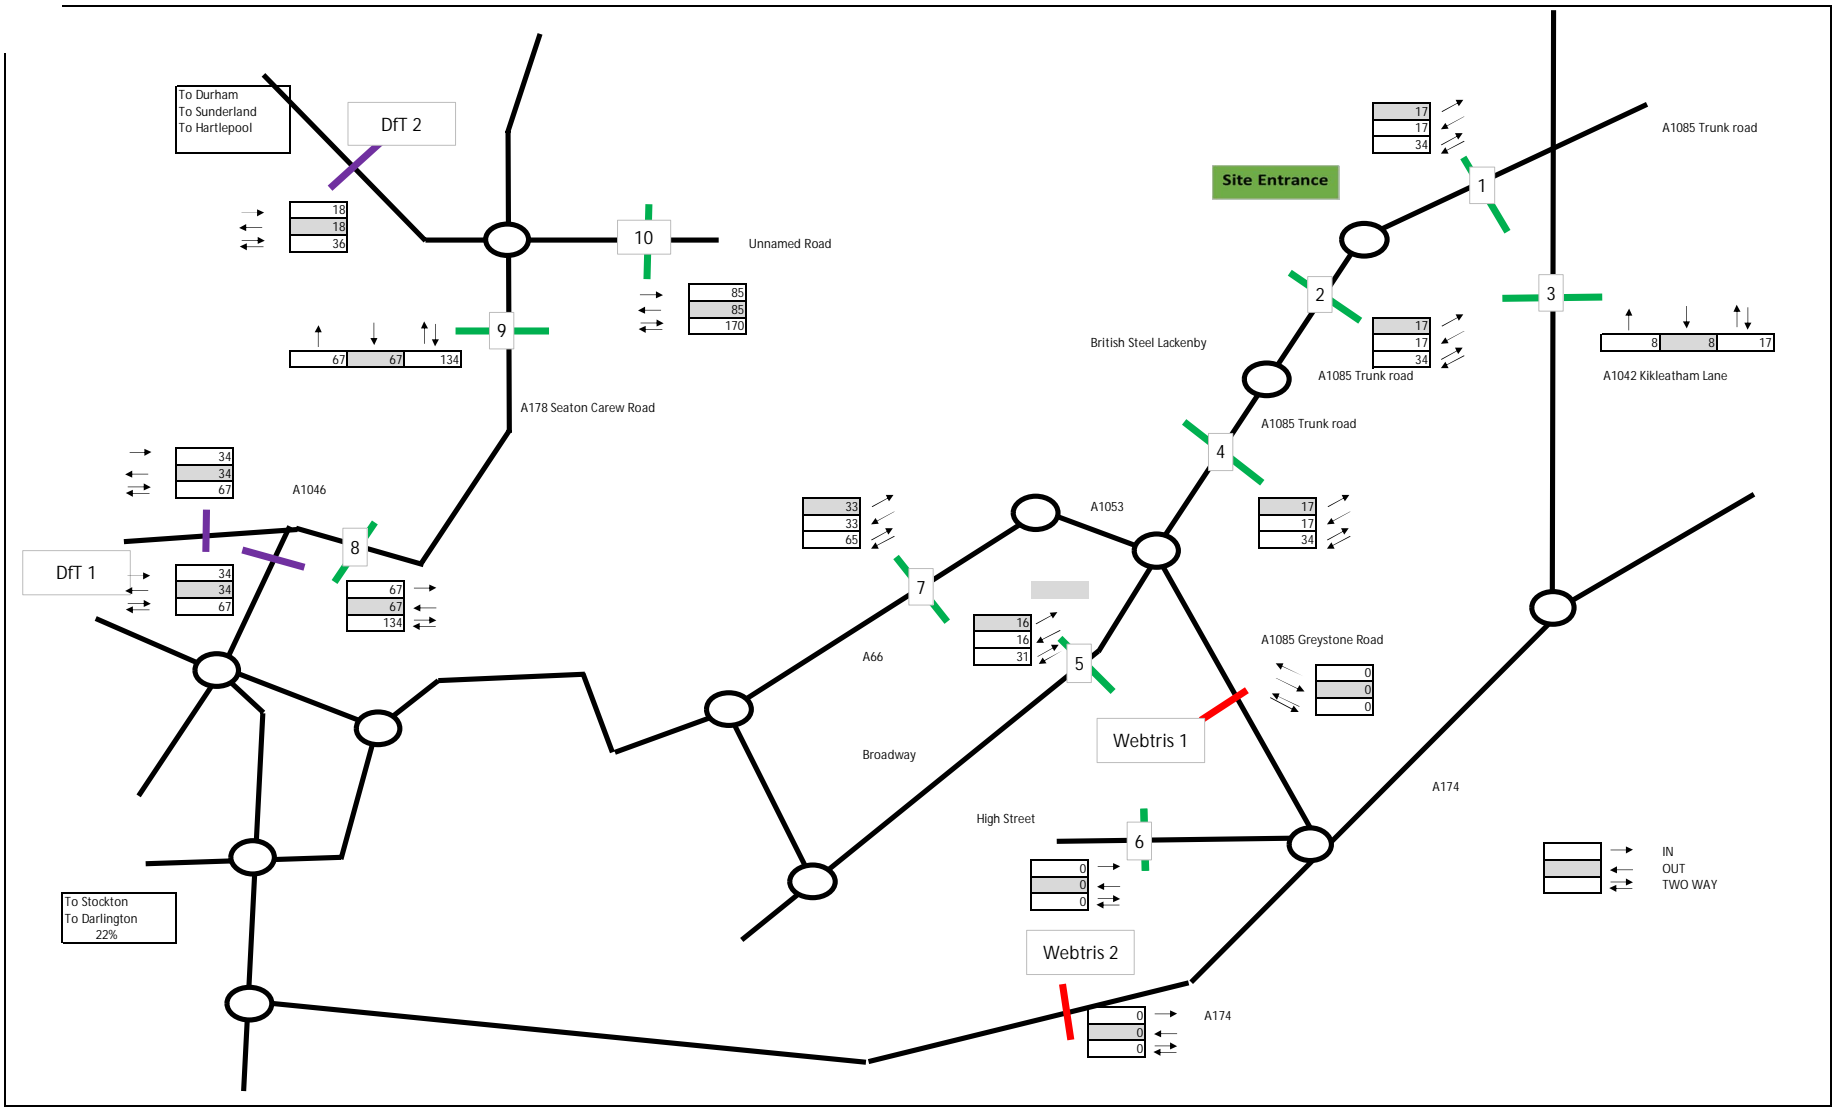 To Durham
To Sunderland
To Hartlepool
DfT 2
18
18
36
10
Unnamed Road
85
85
170
9
67 67 134
A178 Seaton Carew Road
34
34
67
A1046
DfT 1
34
34
67
8
67
67
134
17
17
34
A1085 Trunk road
Site Entrance
1
2
3
17
17
34
8 8 17
British Steel Lackenby
A1085 Trunk road
A1042 Kikleatham Lane
A1085 Trunk road
4
33
33
65
A1053
17
17
34
7
16
16
31
5
A66
A1085 Greystone Road
0
0
0
Webtris 1
Broadway
A174
High Street
6
0
0
0
IN
OUT
TWO WAY
To Stockton
To Darlington
22%
Webtris 2
0
0
0
A174